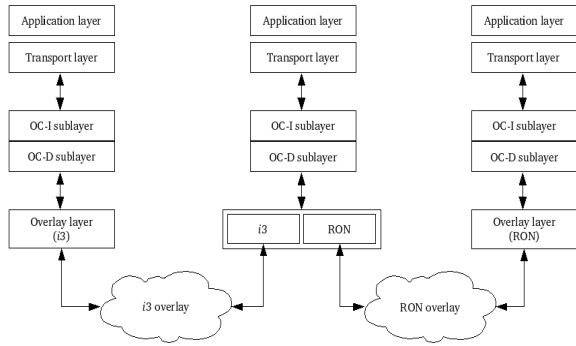 Application layer
Application layer
Application layer
Transport layer
Transport layer
Transport layer
OC-I sublayer
OC-I sublayer
OC-I sublayer
OC-D sublayer
OC-D sublayer
OC-D sublayer
Overlay layer
(i3)
i3
RON
Overlay layer
(RON)
i3 overlay
RON overlay